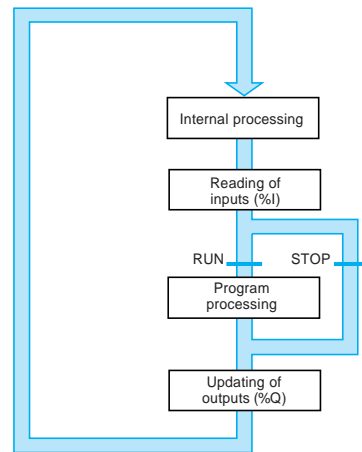 Internal processing
Reading of
inputs (%I)
RUN
STOP
Program
processing
Updating of
outputs (%Q)